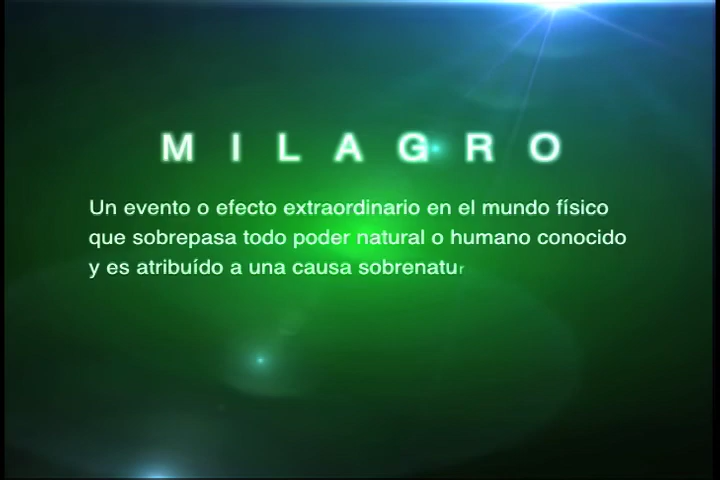 MILAGRO
Un evento o efecto extraordinario en el mundo físico
que sobrepasa todo poder natural o humano conocido
y es atribuído a una causa sobrenatur